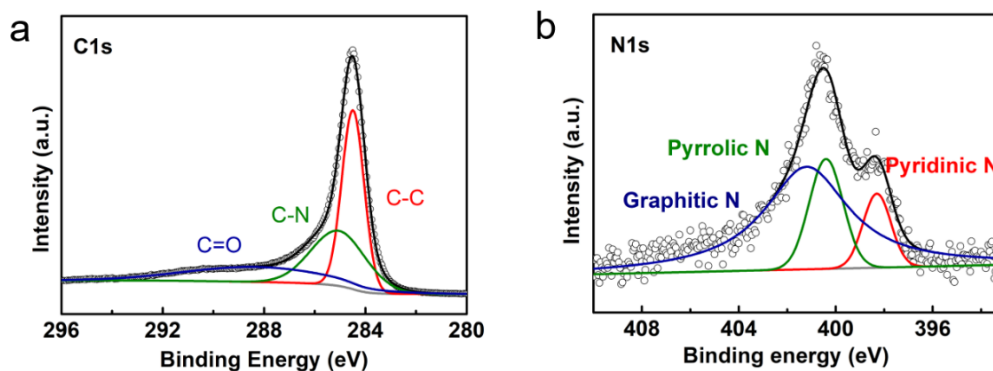 a
C1s
Intensity (a.u.)
C=O
C-N
C-C
296 292 288 284 280
Binding Energy (eV)
b
N1s
Intensity (a.u.)
Pyrrolic N
Graphitic N
Pyridinic N
408 404 400 396
Binding energy (eV)